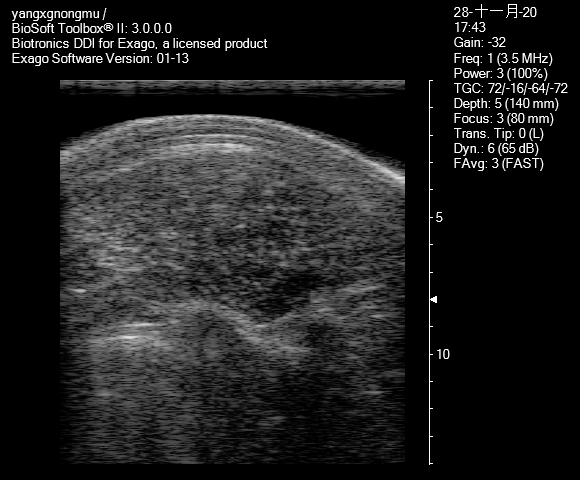 yangxgnongmu /
BioSoft Toolbox® II: 3.0.0.0
Biotronics DDI for Exago, a licensed product
Exago Software Version: 01-13
28-十一月-20
17:43
Gain: -32
Freq: 1 (3.5 MHz)
Power: 3 (100%)
TGC: 72/-16/-64/-72
Depth: 5 (140 mm)
Focus: 3 (80 mm)
Trans. Tip: 0 (L)
Dyn.: 6 (65 dB)
FAvg: 3 (FAST)
5
10